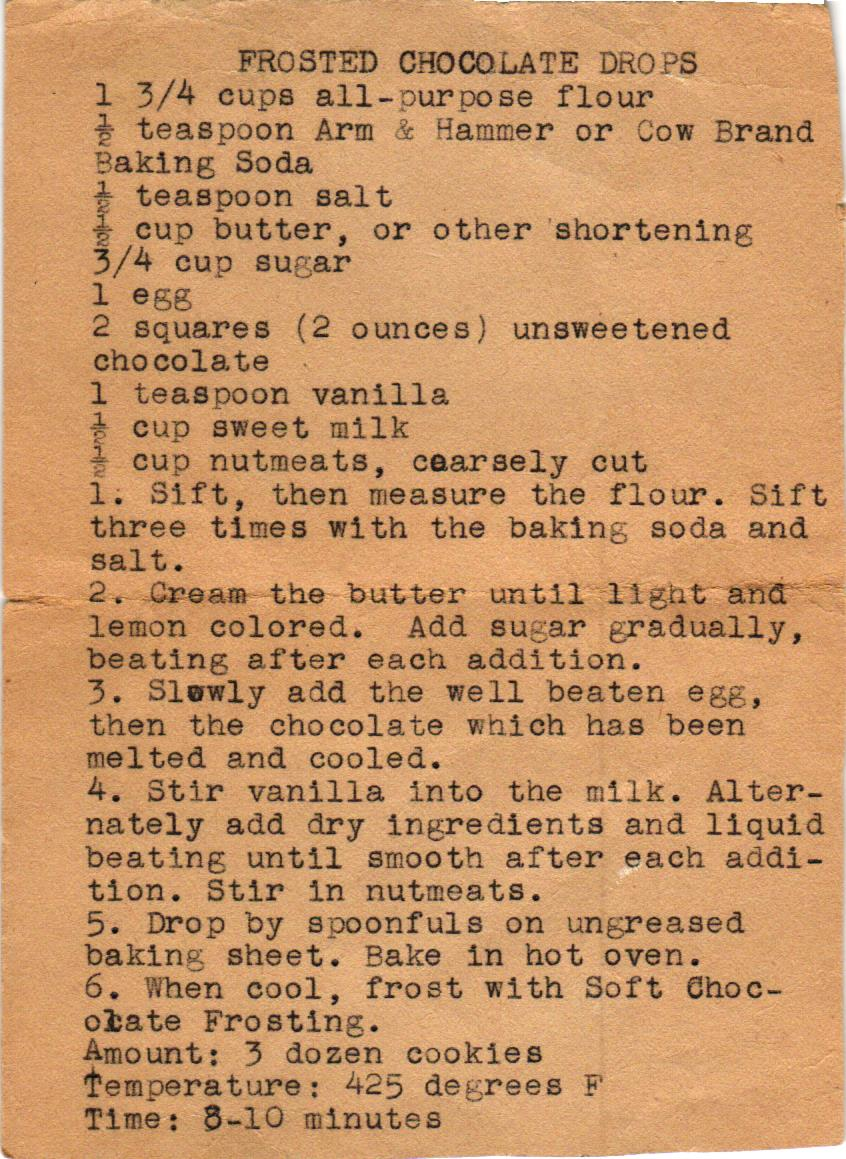 FROSTED CHOCOLATE DROPS
1 3/4 cups all-purpose flour
½ teaspoon Arm & Hammer or Cow Brand
Baking Soda
½ teaspoon salt
½ cup butter, or other shortening
3/4 cup sugar
1 egg
2 squares (2 ounces) unsweetened
chocolate
1 teaspoon vanilla
½ cup sweet milk
½ cup nutmeats, coarsely cut
1. Sift, then measure the flour. Sift
three times with the baking soda and
salt.
2. Cream the butter until light and
lemon colored.  Add sugar gradually,
beating after each addition.
3. Slowly add the well beaten egg,
then the chocolate which has been
melted and cooled.
4. Stir vanilla into the milk. Alter-
nately add dry ingredients and liquid
beating until smooth after each addi-
tion. Stir in nutmeats.
5. Drop by spoonfuls on ungreased
baking sheet. Bake in hot oven.
6. When cool, frost with Soft Choc-
olate Frosting.
Amount: 3 dozen cookies
Temperature: 425 degrees F
Time: 8-10 minutes